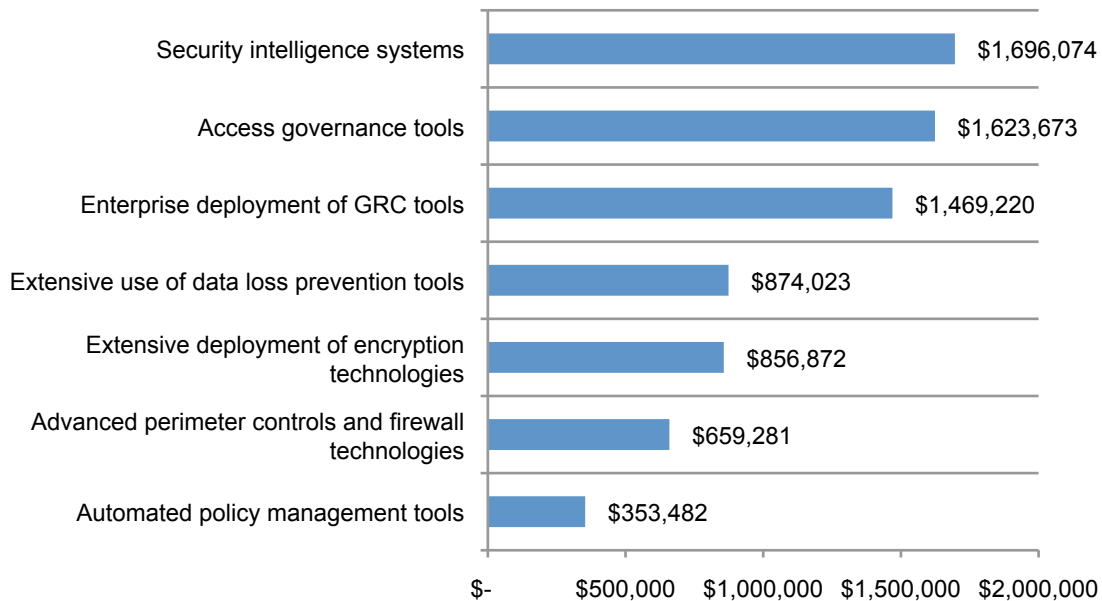 Security intelligence systems $1,696,074
Access governance tools $1,623,673
Enterprise deployment of GRC tools $1,469,220
Extensive use of data loss prevention tools $874,023
Extensive deployment of encryption
technologies $856,872
Advanced perimeter controls and firewall
technologies $659,281
Automated policy management tools $353,482
$- $500,000 $1,000,000 $1,500,000 $2,000,000